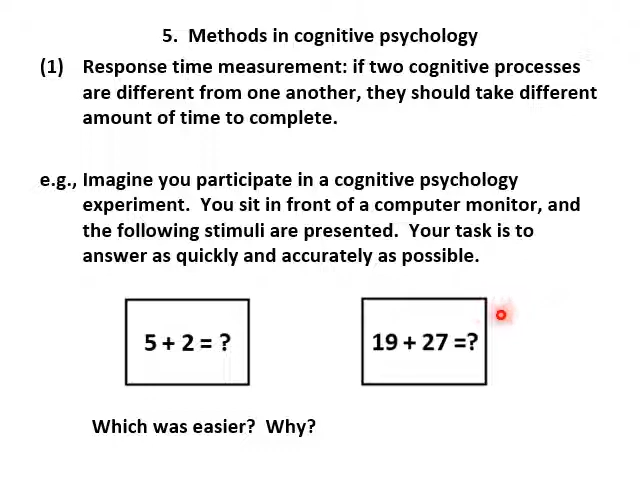 5. Methods in cognitive psychology
(1) Response time measurement: if two cognitive processes
are different from one another, they should take different
amount of time to complete.
e.g., Imagine you participate in a cognitive psychology
experiment. You sit in front of a computer monitor, and
the following stimuli are presented. Your task is to
answer as quickly and accurately as possible.
5 + 2 = ?
19 + 27 =?
Which was easier? Why?